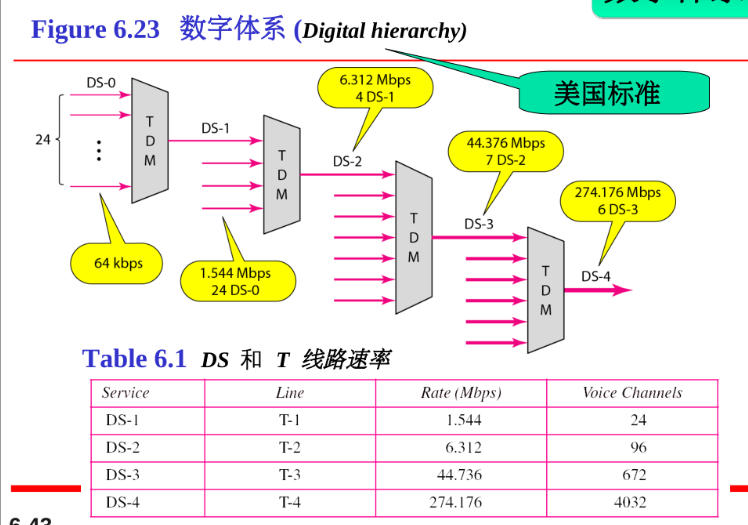 Figure 6.23 数字体系 (Digital hierarchy)
美国标准
DS-0
24
T
D
M
64 kbps
DS-1
1.544 Mbps
24 DS-0
T
D
M
6.312 Mbps
4 DS-1
DS-2
T
D
M
44.376 Mbps
7 DS-2
DS-3
T
D
M
274.176 Mbps
6 DS-3
DS-4
Table 6.1 DS 和 T 线路速率
Service Line Rate (Mbps) Voice Channels
DS-1 T-1 1.544 24
DS-2 T-2 6.312 96
DS-3 T-3 44.736 672
DS-4 T-4 274.176 4032